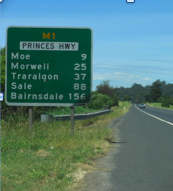 M1
PRINCES HWY
Moe 9
Morwell 25
Traralgon 37
Sale 88
Bairnsdale 156